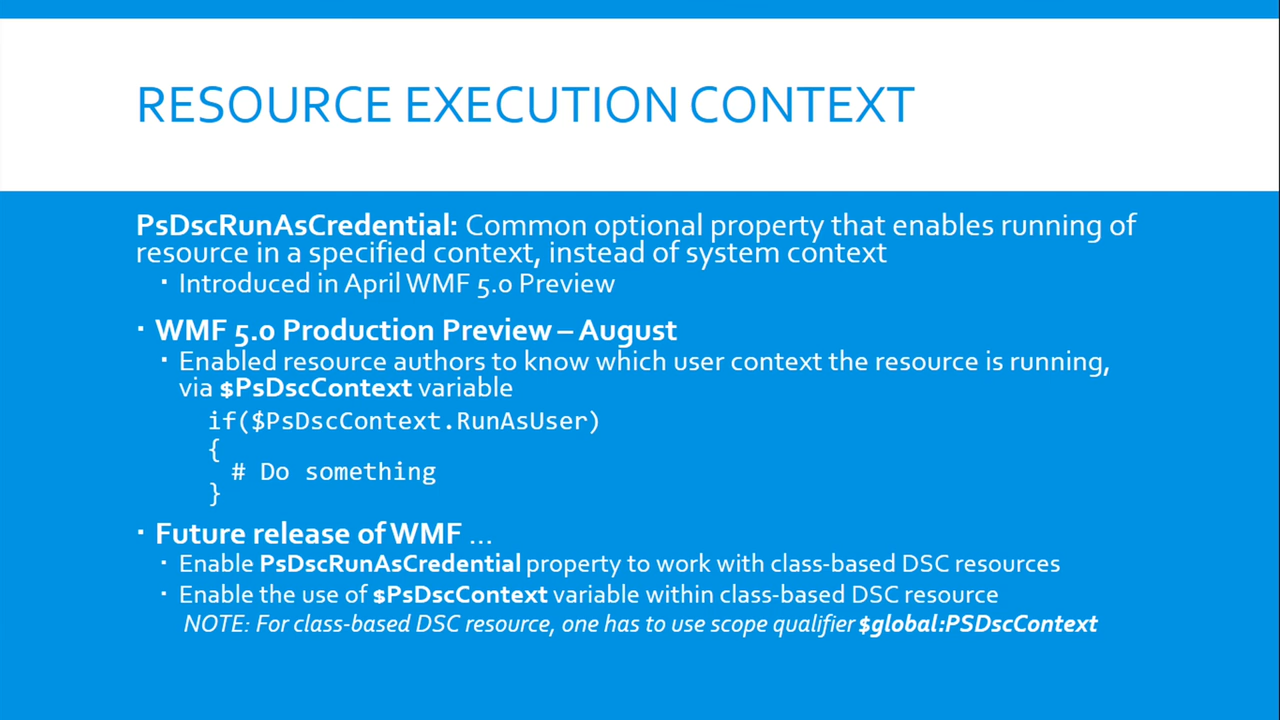 RESOURCE EXECUTION CONTEXT
PsDscRunAsCredential: Common optional property that enables running of
resource in a specified context, instead of system context
▪ Introduced in April WMF 5.0 Preview
▪ WMF 5.0 Production Preview – August
▪ Enabled resource authors to know which user context the resource is running,
via $PsDscContext variable
if($PsDscContext.RunAsUser)
{
# Do something
}
▪ Future release of WMF ...
▪ Enable PsDscRunAsCredential property to work with class-based DSC resources
▪ Enable the use of $PsDscContext variable within class-based DSC resource
NOTE: For class-based DSC resource, one has to use scope qualifier $global:PSDscContext